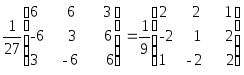 1/27 [6 6 3; -6 3 6; 3 -6 6] = 1/9 [2 2 1; -2 1 2; 1 -2 2]